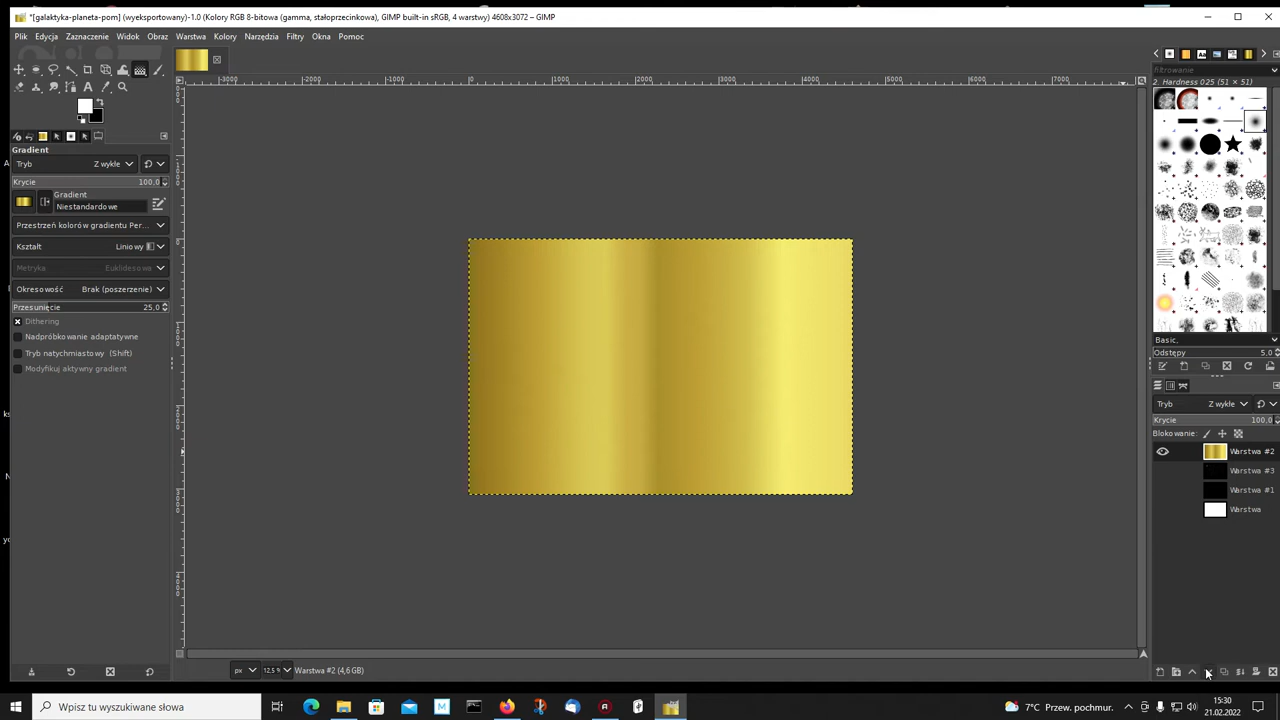 *[galaktyka-planeta-pom] (wyeksportowany)-1.0 (Kolory RGB 8-bitowa (gamma, stałoprzecinkowa), GIMP built-in sRGB, 4 warstwy) 4608x3072 – GIMP
Plik Edycja Zaznaczenie Widok Obraz Warstwa Kolory Narzędzia Filtry Okna Pomoc
-3000 -2000 -1000 0 1000 2000 3000 4000 5000 6000 7000
filtrowanie
2. Hardness 025 (51 × 51)
Gradient
Tryb Z wykłe
Krycie 100,0
Gradient
Niestandardowe
Przestrzeń kolorów w gradientu Per...
Kształt Liniowy
Metryka Euklidesowa
Okresowość Brak (poszerzenie)
Przesunięcie 25,0
Dithering
Nadpróbkowanie adaptatywne
Tryb natychmiastowy (Shift)
Modyfikuj aktywny gradient
Basic,
Odstępy 5,0
Tryb Z wykłe
Krycie 100,0
Blokowanie:
Warstwa #2
Warstwa #3
Warstwa #1
Warstwa
px 12,5 % Warstwa #2 (4,6 GB)
Wpisz tu wyszukiwane słowa
7°C Przew. pochmur.
15:30
21.02.2022